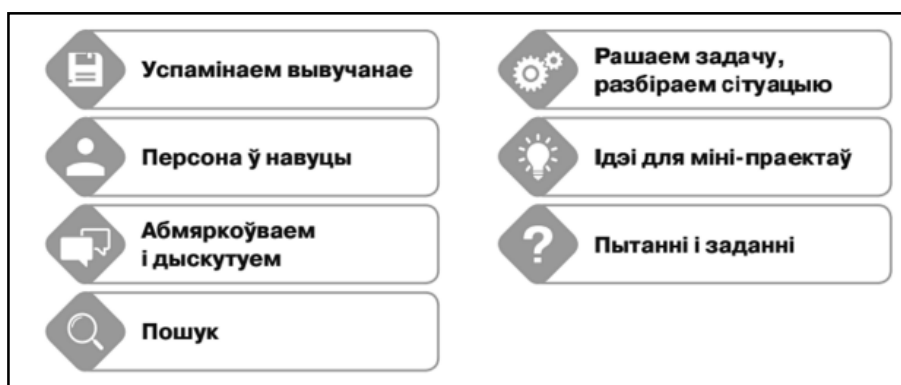 Успамінаем вывучанае
Персона ў навуцы
Абмяркоўваем
і дыскутуем
Пошук
Рашаем задачу,
разбіраем сітуацыю
Ідэі для міні-праектаў
?
Пытанні і заданні